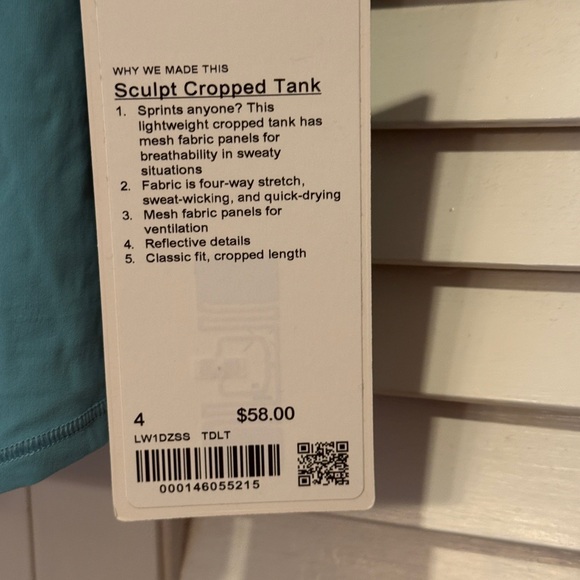 WHY WE MADE THIS
Sculpt Cropped Tank
1. Sprints anyone? This
lightweight cropped tank has
mesh fabric panels for
breathability in sweaty
situations
2. Fabric is four-way stretch,
sweat-wicking, and quick-drying
3. Mesh fabric panels for
ventilation
4. Reflective details
5. Classic fit, cropped length
4 $58.00
LW1DZSS TDLT
000146055215